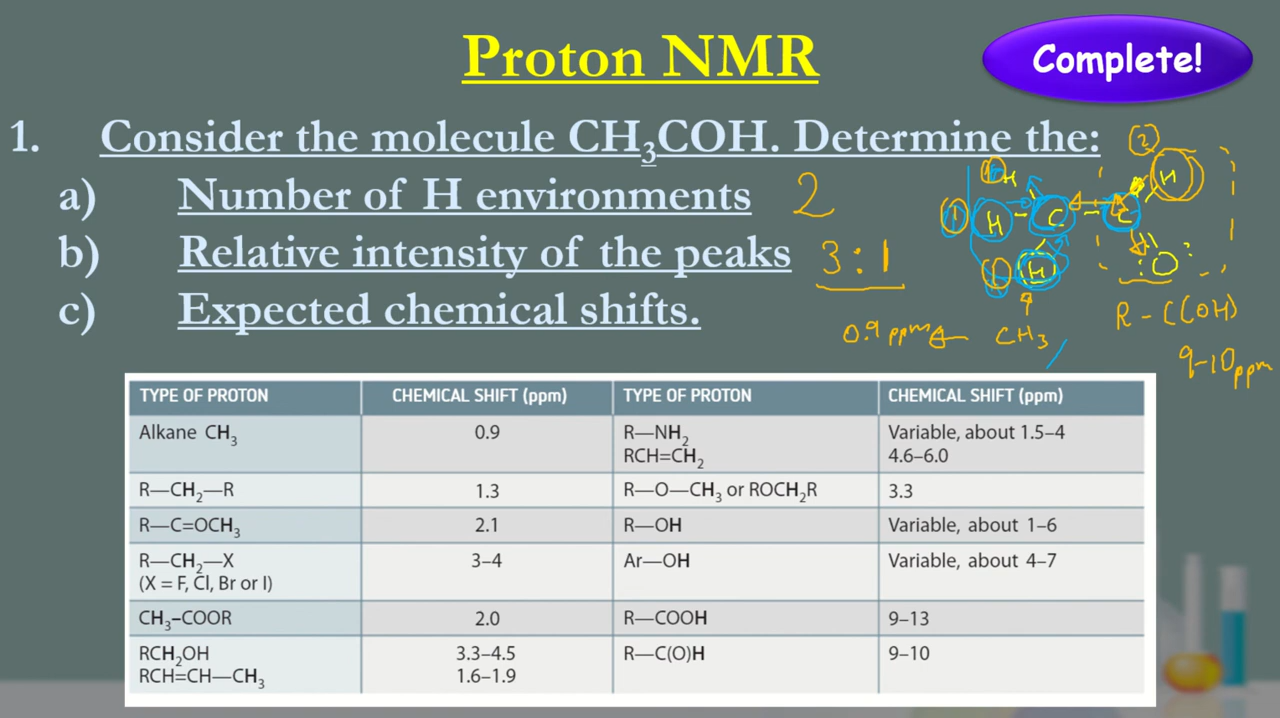 Proton NMR
Complete!
1. Consider the molecule CH₃COH. Determine the:
a) Number of H environments 2
b) Relative intensity of the peaks 3 : 1
c) Expected chemical shifts.
2
1 H H
1 H - C - C
1 H :O:
0.9 ppm ← CH₃ R - C(OH)
9-10 ppm
TYPE OF PROTON CHEMICAL SHIFT (ppm) TYPE OF PROTON CHEMICAL SHIFT (ppm)
Alkane CH₃ 0.9 R—NH₂ Variable, about 1.5–4
RCH=CH₂ 4.6–6.0
R—CH₂—R 1.3 R—O—CH₃ or ROCH₂R 3.3
R—C=OCH₃ 2.1 R—OH Variable, about 1–6
R—CH₂—X 3–4 Ar—OH Variable, about 4–7
(X = F, Cl, Br or I)
CH₃–COOR 2.0 R—COOH 9–13
RCH₂OH 3.3–4.5 R—C(O)H 9–10
RCH=CH—CH₃ 1.6–1.9